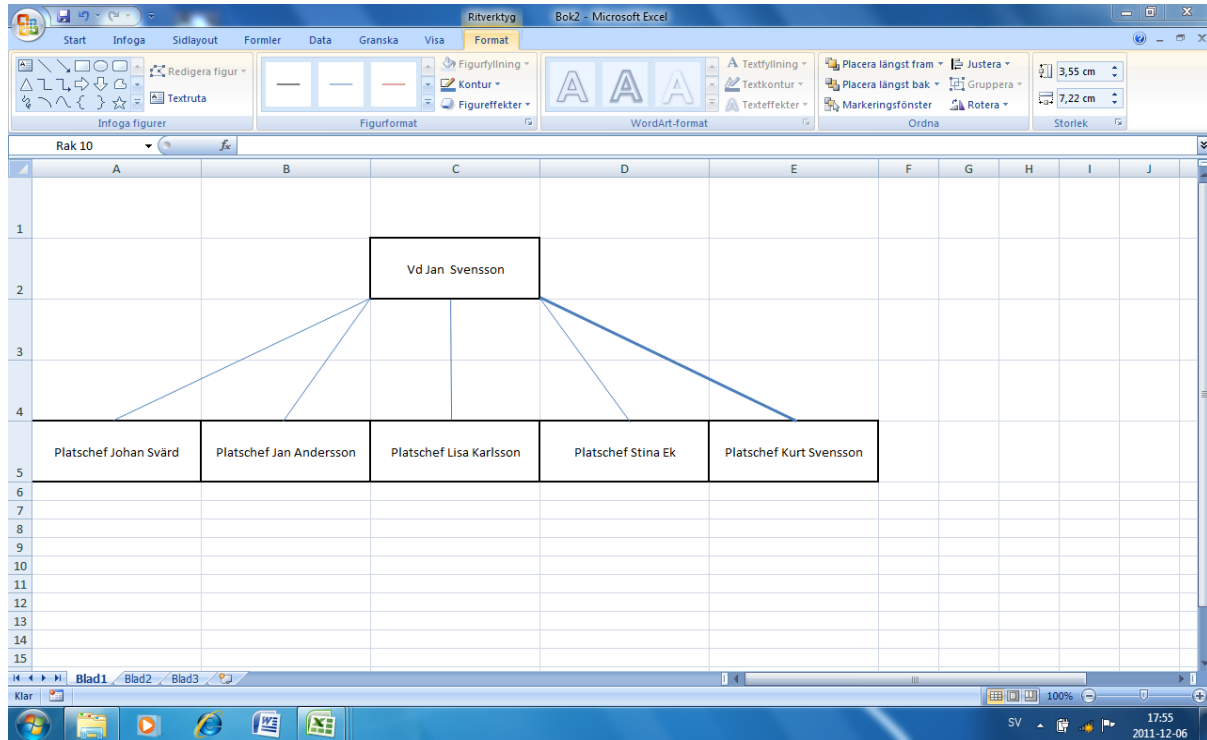 Ritverktyg
Bok2 - Microsoft Excel
Start Infoga Sidlayout Formler Data Granska Visa Format
Redigera figur
Textruta
Infoga figurer
Figurfyllning
Kontur
Figureffekter
Figurformat
A A A
A Textfyllning
Textkontur
Texteffekter
WordArt-format
Placera längst fram
Placera längst bak
Markeringsfönster
Justera
Gruppera
Rotera
Ordna
3,55 cm
7,22 cm
Storlek
Rak 10
fx
A B C D E F G H I J
1
2
Vd Jan Svensson
3
4
5
Platschef Johan Svärd
Platschef Jan Andersson
Platschef Lisa Karlsson
Platschef Stina Ek
Platschef Kurt Svensson
6
7
8
9
10
11
12
13
14
15
Blad1 Blad2 Blad3
Klar
100%
SV
17:55
2011-12-06